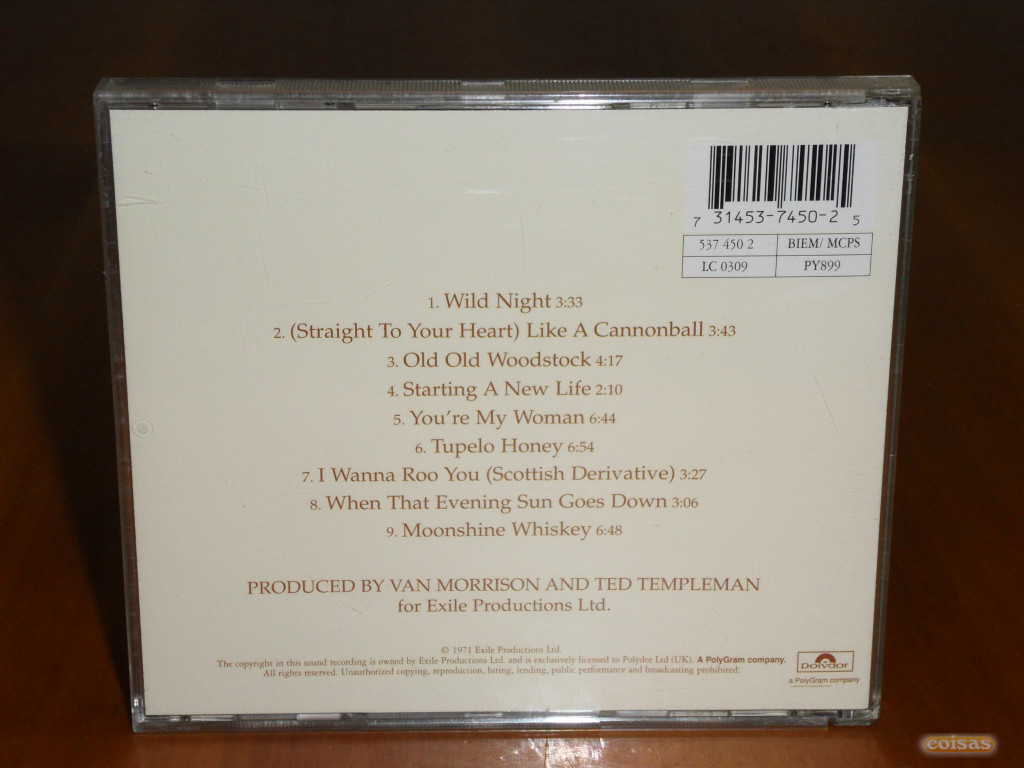 7 31453-7450-2 5
537 450 2 BIEM/ MCPS
LC 0309 PY899
1. Wild Night 3:33
2. (Straight To Your Heart) Like A Cannonball 3:43
3. Old Old Woodstock 4:17
4. Starting A New Life 2:10
5. You're My Woman 6:44
6. Tupelo Honey 6:54
7. I Wanna Roo You (Scottish Derivative) 3:27
8. When That Evening Sun Goes Down 3:06
9. Moonshine Whiskey 6:48
PRODUCED BY VAN MORRISON AND TED TEMPLEMAN
for Exile Productions Ltd.
© 1971 Exile Productions Ltd.
The copyright in this sound recording is owned by Exile Productions Ltd. and is exclusively licensed to Polydor Ltd (UK). A PolyGram company.
All rights reserved. Unauthorized copying, reproduction, hiring, lending, public performance and broadcasting prohibited.
Polydor
a PolyGram company
coisas